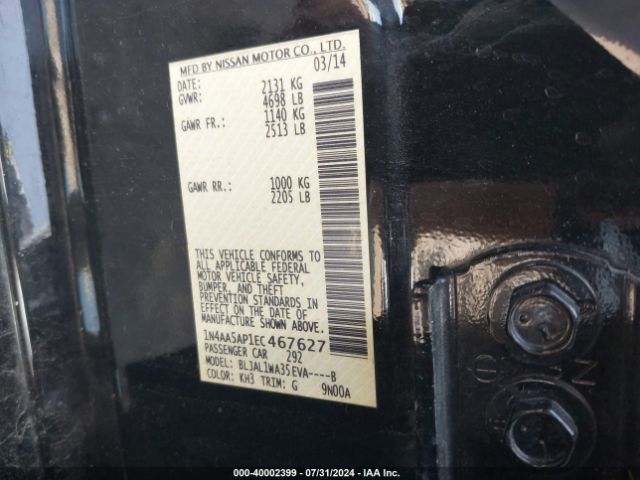 MFD BY NISSAN MOTOR CO., LTD.
DATE: 03/14
GVWR: 2131 KG
4698 LB
GAWR FR.: 1140 KG
2513 LB
GAWR RR.: 1000 KG
2205 LB
THIS VEHICLE CONFORMS TO
ALL APPLICABLE FEDERAL
MOTOR VEHICLE SAFETY,
BUMPER, AND THEFT
PREVENTION STANDARDS IN
EFFECT ON THE DATE OF
MANUFACTURE SHOWN ABOVE.
1N4AA5AP1EC467627
PASSENGER CAR 292
MODEL: BLJAL1WA35EVA----B
COLOR: KH3 TRIM: G 9N00A
N
000-40002399 | 07/31/2024 | IAA Inc.